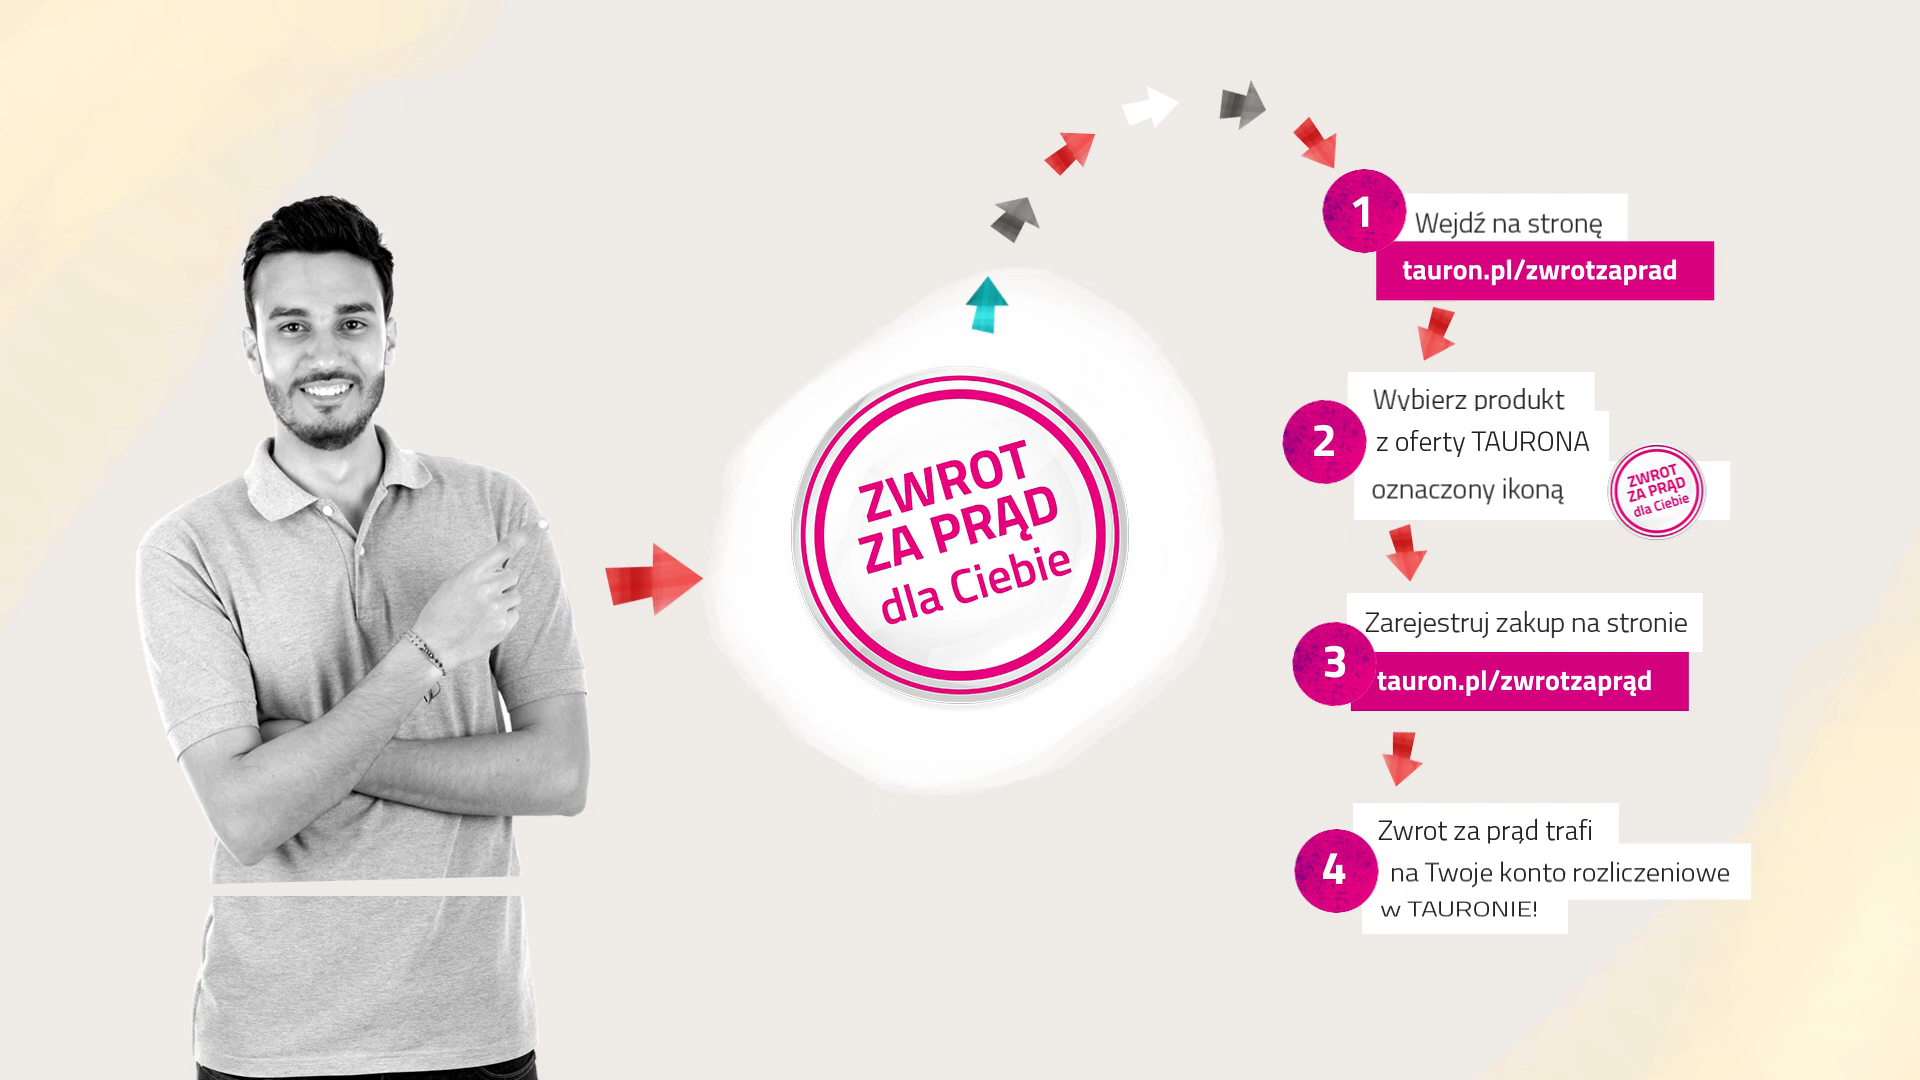 ZWROT
ZA PRĄD
dla Ciebie
1
Wejdź na stronę
tauron.pl/zwrotzaprad
2
Wybierz produkt
z oferty TAURONA
oznaczony ikoną
ZWROT
ZA PRĄD
dla Ciebie
3
Zarejestruj zakup na stronie
tauron.pl/zwrotzaprąd
4
Zwrot za prąd trafi
na Twoje konto rozliczeniowe
w TAURONIE!